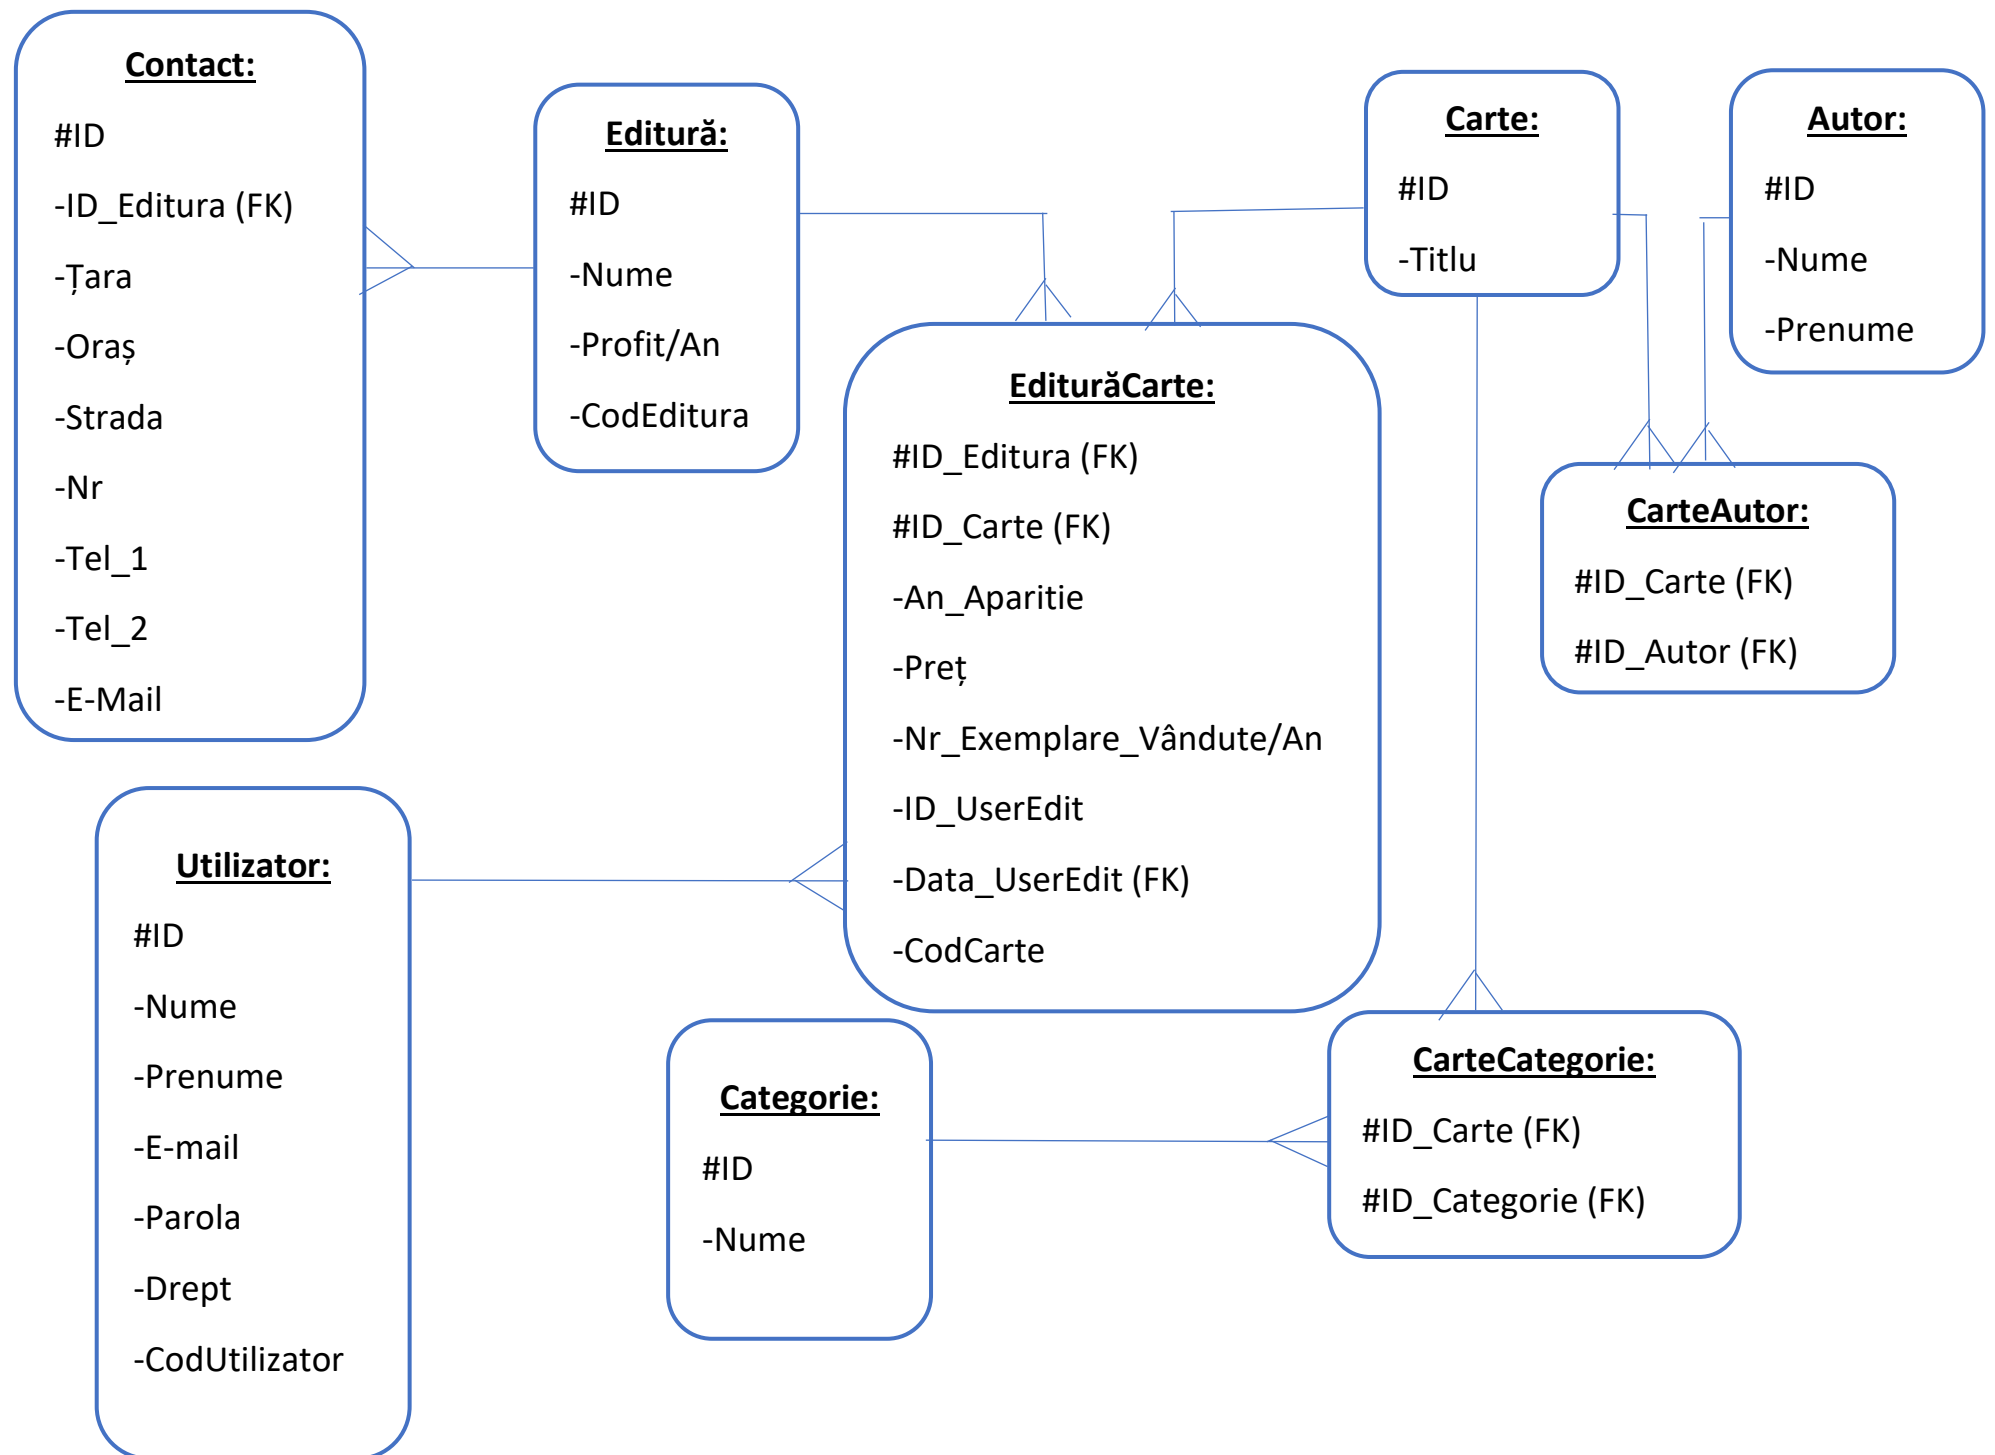 Contact:
#ID
-ID_Editura (FK)
-Țara
-Oraș
-Strada
-Nr
-Tel_1
-Tel_2
-E-Mail
Editură:
#ID
-Nume
-Profit/An
-CodEditura
Carte:
#ID
-Titlu
Autor:
#ID
-Nume
-Prenume
EditurăCarte:
#ID_Editura (FK)
#ID_Carte (FK)
-An_Aparitie
-Preț
-Nr_Exemplare_Vândute/An
-ID_UserEdit
-Data_UserEdit (FK)
-CodCarte
CarteAutor:
#ID_Carte (FK)
#ID_Autor (FK)
Utilizator:
#ID
-Nume
-Prenume
-E-mail
-Parola
-Drept
-CodUtilizator
Categorie:
#ID
-Nume
CarteCategorie:
#ID_Carte (FK)
#ID_Categorie (FK)